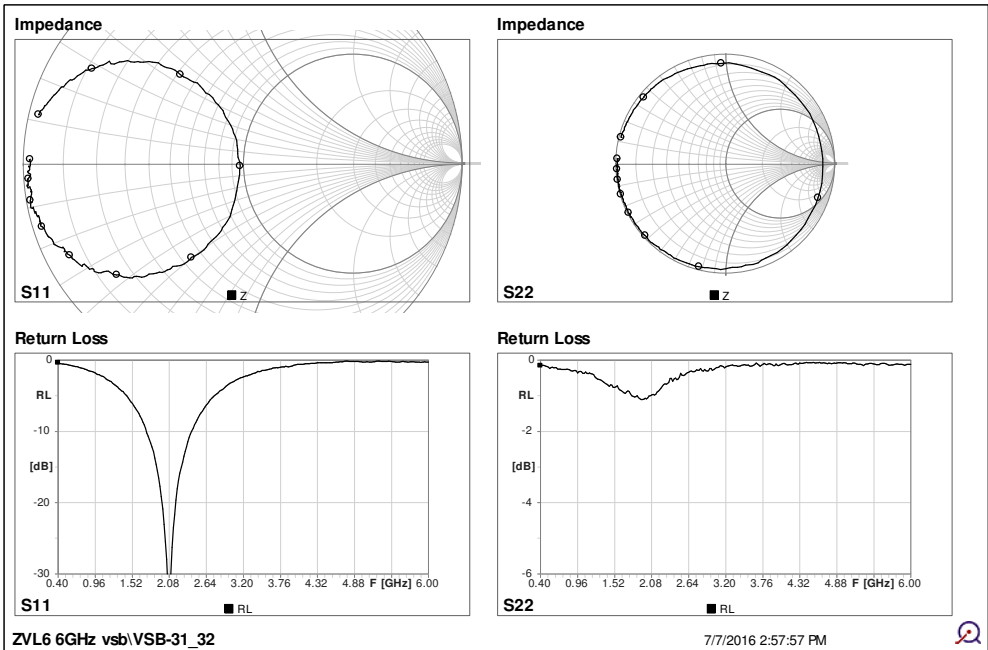 Impedance
Impedance
S11
Z
S22
Z
Return Loss
Return Loss
0
RL
-10
[dB]
-20
-30
0.40 0.96 1.52 2.08 2.64 3.20 3.76 4.32 4.88 F [GHz] 6.00
S11
RL
0
RL
-2
[dB]
-4
-6
0.40 0.96 1.52 2.08 2.64 3.20 3.76 4.32 4.88 F [GHz] 6.00
S22
RL
ZVL6 6GHz vsb\VSB-31_32
7/7/2016 2:57:57 PM